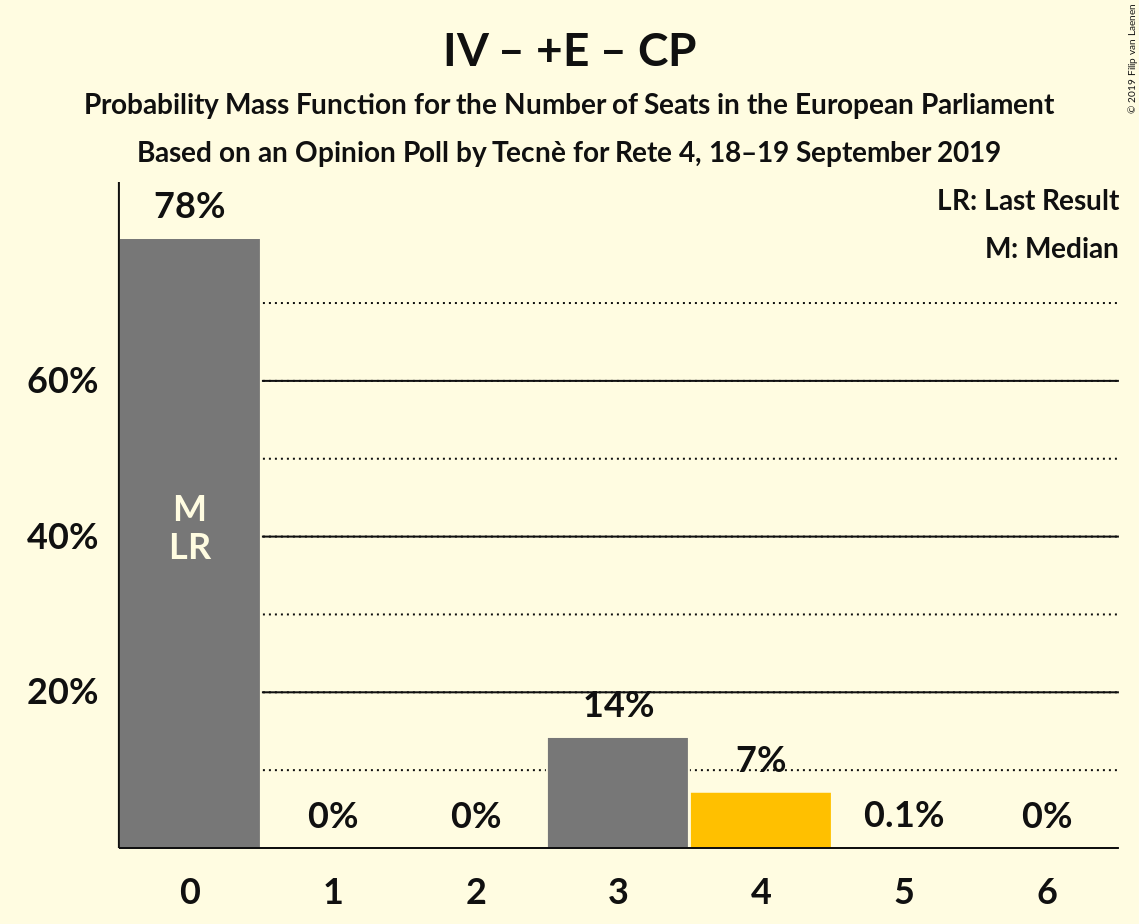 IV – +E – CP
Probability Mass Function for the Number of Seats in the European Parliament
Based on an Opinion Poll by Tecnè for Rete 4, 18–19 September 2019
© 2019 Filip van Laenen
LR: Last Result
M: Median
78%
60%
40%
20%
M
LR
0%
0%
14%
7%
0.1%
0%
0
1
2
3
4
5
6